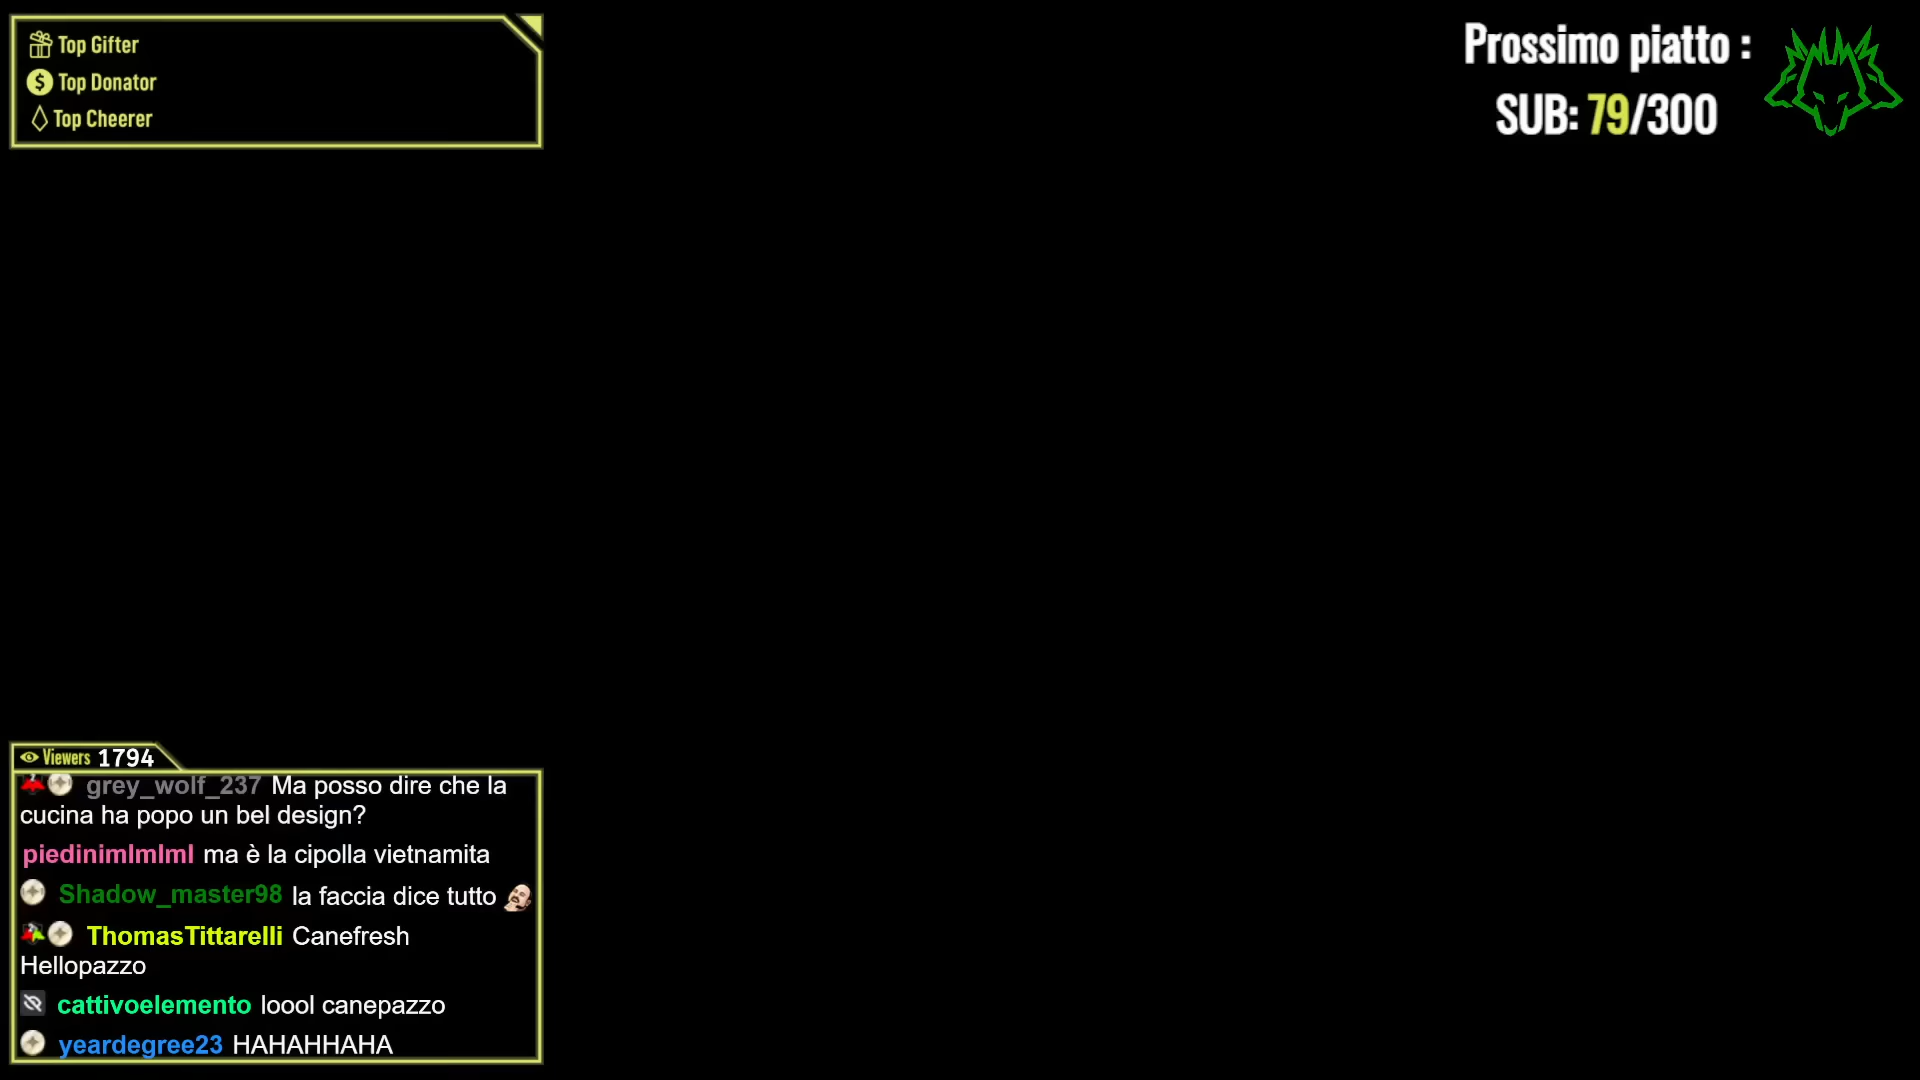 Top Gifter
Top Donator
Top Cheerer
Prossimo piatto :
SUB: 79/300
Viewers 1794
grey_wolf_237 Ma posso dire che la
cucina ha popo un bel design?
piedinimlmlml ma è la cipolla vietnamita
Shadow_master98 la faccia dice tutto
ThomasTittarelli Canefresh
Hellopazzo
cattivoelemento loool canepazzo
yeardegree23 HAHAHHAHA